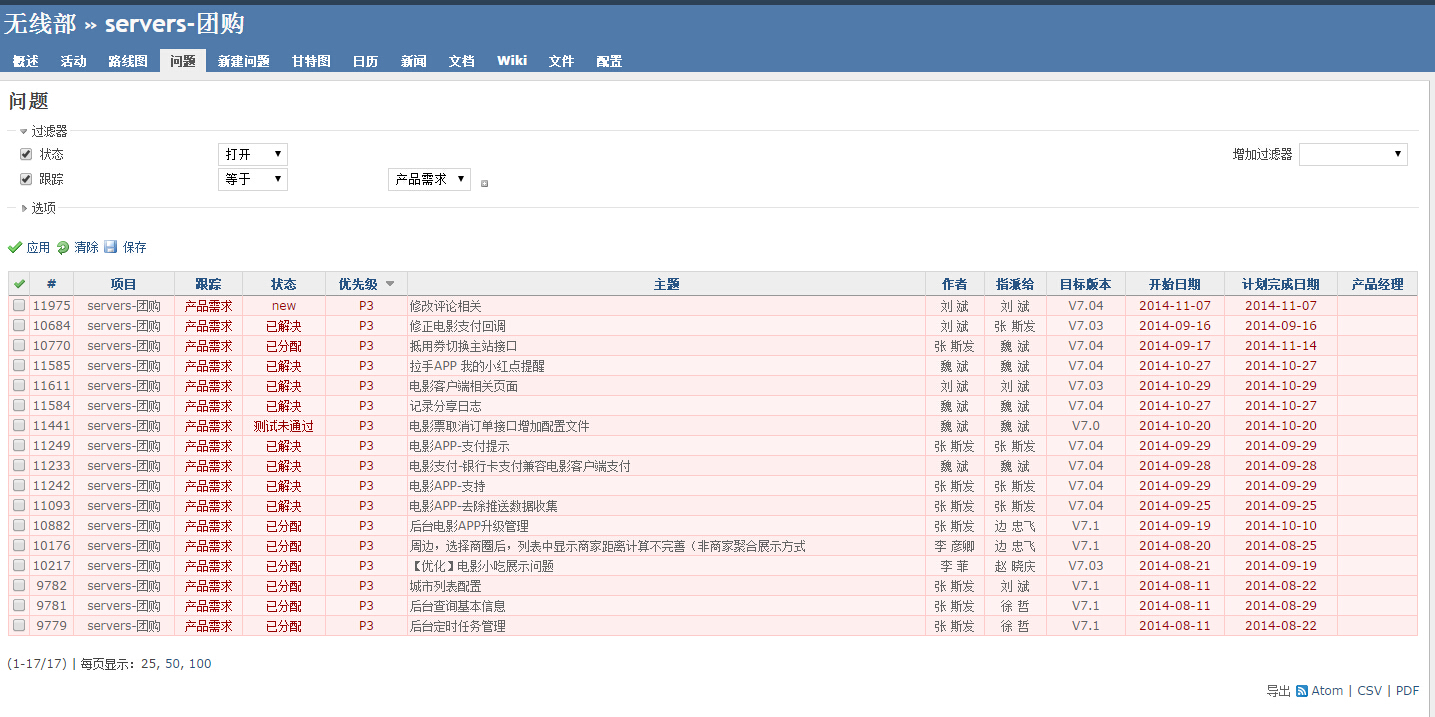 无线部 » servers-团购
概述 活动 路线图 问题 新建问题 甘特图 日历 新闻 文档 Wiki 文件 配置
问题
过滤器
状态 打开 增加过滤器
跟踪 等于 产品需求
选项
应用 清除 保存
# 项目 跟踪 状态 优先级 主题 作者 指派给 目标版本 开始日期 计划完成日期 产品经理
11975 servers-团购 产品需求 new P3 修改评论相关 刘 斌 刘 斌 V7.04 2014-11-07 2014-11-07
10684 servers-团购 产品需求 已解决 P3 修正电影支付回调 刘 斌 张 斯发 V7.03 2014-09-16 2014-09-16
10770 servers-团购 产品需求 已分配 P3 抵用券切换主站接口 张 斯发 魏 斌 V7.04 2014-09-17 2014-11-14
11585 servers-团购 产品需求 已解决 P3 拉手APP 我的小红点提醒 魏 斌 魏 斌 V7.04 2014-10-27 2014-10-27
11611 servers-团购 产品需求 已解决 P3 电影客户端相关页面 刘 斌 刘 斌 V7.03 2014-10-29 2014-10-29
11584 servers-团购 产品需求 已解决 P3 记录分享日志 魏 斌 魏 斌 V7.04 2014-10-27 2014-10-27
11441 servers-团购 产品需求 测试未通过 P3 电影票取消订单接口增加配置文件 魏 斌 魏 斌 V7.0 2014-10-20 2014-10-20
11249 servers-团购 产品需求 已解决 P3 电影APP-支付提示 张 斯发 张 斯发 V7.04 2014-09-29 2014-09-29
11233 servers-团购 产品需求 已解决 P3 电影支付-银行卡支付兼容电影客户端支付 魏 斌 魏 斌 V7.04 2014-09-28 2014-09-28
11242 servers-团购 产品需求 已解决 P3 电影APP-支持 张 斯发 张 斯发 V7.04 2014-09-29 2014-09-29
11093 servers-团购 产品需求 已解决 P3 电影APP-去除推送数据收集 张 斯发 张 斯发 V7.04 2014-09-25 2014-09-25
10882 servers-团购 产品需求 已分配 P3 后台电影APP升级管理 张 斯发 边 忠飞 V7.1 2014-09-19 2014-10-10
10176 servers-团购 产品需求 已分配 P3 周边，选择商圈后，列表中显示商家距离计算不完善（非商家聚合展示方式 李 彦卿 边 忠飞 V7.1 2014-08-20 2014-08-25
10217 servers-团购 产品需求 已分配 P3 【优化】电影小吃展示问题 李 菲 赵 晓庆 V7.03 2014-08-21 2014-09-19
9782 servers-团购 产品需求 已分配 P3 城市列表配置 张 斯发 刘 斌 V7.1 2014-08-11 2014-08-22
9781 servers-团购 产品需求 已分配 P3 后台查询基本信息 张 斯发 徐 哲 V7.1 2014-08-11 2014-08-29
9779 servers-团购 产品需求 已分配 P3 后台定时任务管理 张 斯发 徐 哲 V7.1 2014-08-11 2014-08-22
(1-17/17) | 每页显示: 25, 50, 100
导出 Atom | CSV | PDF